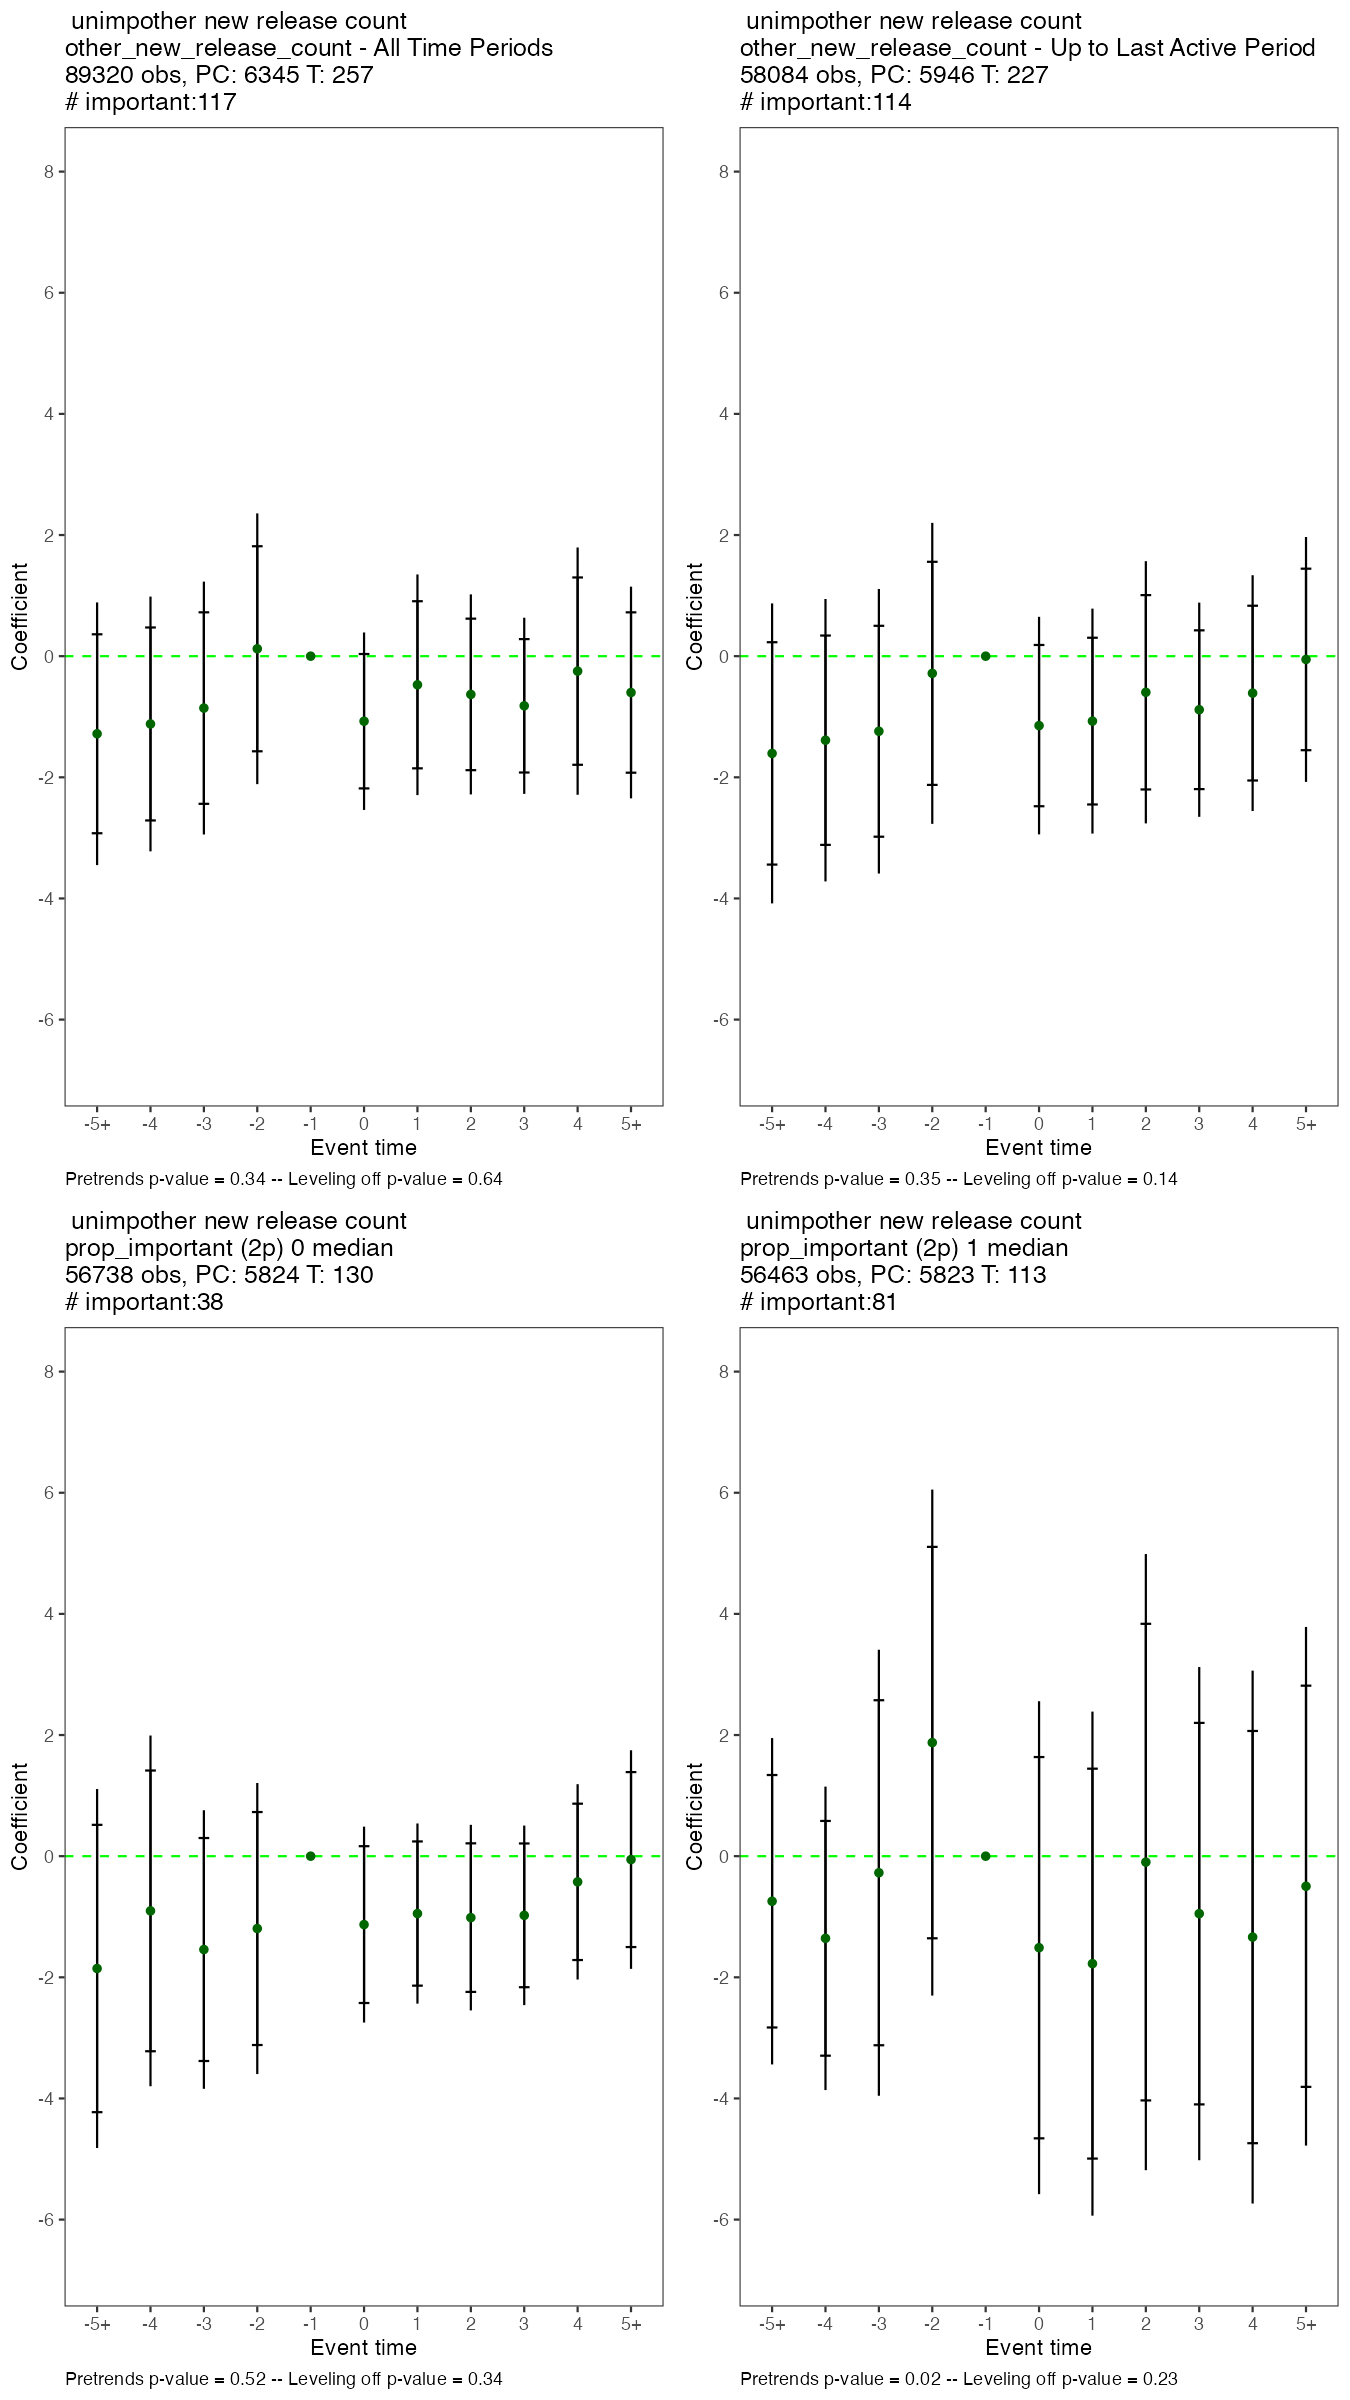 unimpother new release count
other_new_release_count - All Time Periods
89320 obs, PC: 6345 T: 257
# important:117
8
6
4
2
0
-2
-4
-6
Coefficient
-5+ -4 -3 -2 -1 0 1 2 3 4 5+
Event time
Pretrends p-value = 0.34 -- Leveling off p-value = 0.64
unimpother new release count
other_new_release_count - Up to Last Active Period
58084 obs, PC: 5946 T: 227
# important:114
8
6
4
2
0
-2
-4
-6
Coefficient
-5+ -4 -3 -2 -1 0 1 2 3 4 5+
Event time
Pretrends p-value = 0.35 -- Leveling off p-value = 0.14
unimpother new release count
prop_important (2p) 0 median
56738 obs, PC: 5824 T: 130
# important:38
8
6
4
2
0
-2
-4
-6
Coefficient
-5+ -4 -3 -2 -1 0 1 2 3 4 5+
Event time
Pretrends p-value = 0.52 -- Leveling off p-value = 0.34
unimpother new release count
prop_important (2p) 1 median
56463 obs, PC: 5823 T: 113
# important:81
8
6
4
2
0
-2
-4
-6
Coefficient
-5+ -4 -3 -2 -1 0 1 2 3 4 5+
Event time
Pretrends p-value = 0.02 -- Leveling off p-value = 0.23